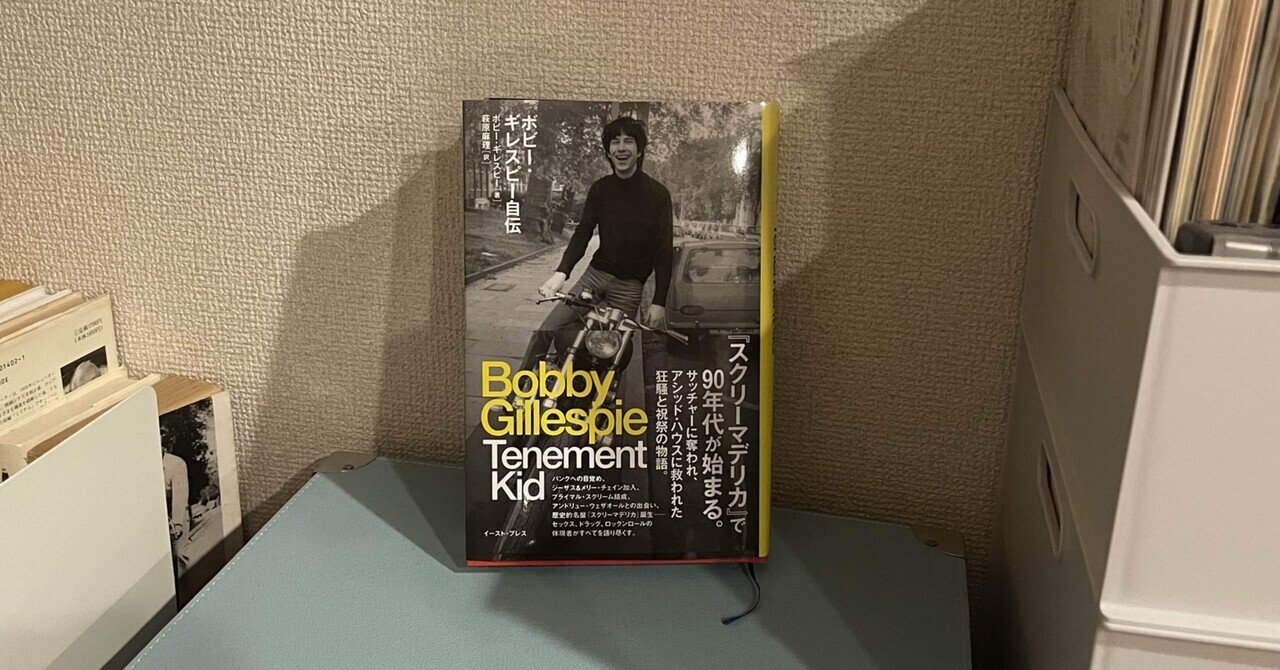 ボビー・
ギレスピー自伝
ボビー・ギレスピー[著]
萩原麻理[訳]
『スクリーマデリカ』で
90年代が始まる。
サッチャーに奪われ、
アシッド・ハウスに救われた
狂騒と祝祭の物語。
Bobby
Gillespie
Tenement
Kid
パンクへの目覚め、
ジーザス&メリー・チェイン加入、
プライマル・スクリーム結成、
アンドリュー・ウェザオールとの出会い、
歴史的名盤『スクリーマデリカ』誕生——
セックス、ドラッグ、ロックンロールの
体現者がすべてを語り尽くす。
イースト・プレス